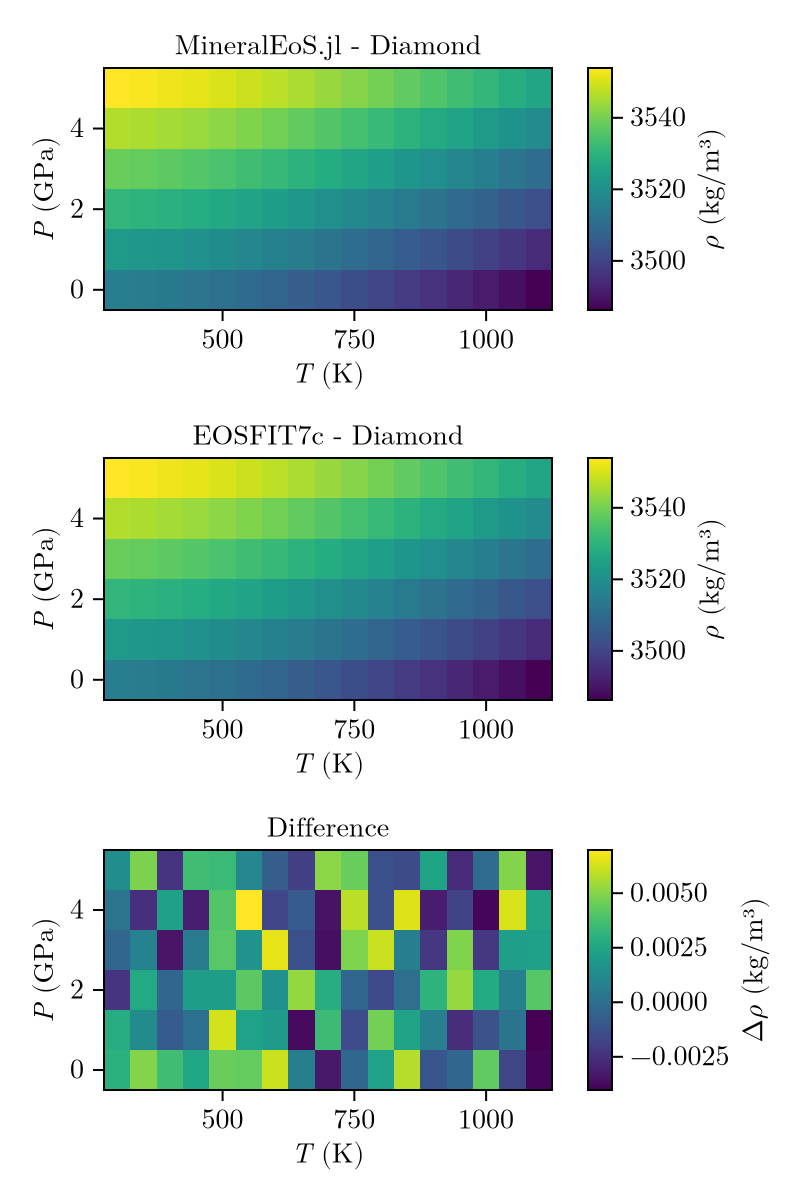 MineralEoS.jl - Diamond
P (GPa)
4
2
0
500 750 1000
T (K)
3540
3520
3500
ρ (kg/m³)
EOSFIT7c - Diamond
P (GPa)
4
2
0
500 750 1000
T (K)
3540
3520
3500
ρ (kg/m³)
Difference
P (GPa)
4
2
0
500 750 1000
T (K)
0.0050
0.0025
0.0000
−0.0025
Δρ (kg/m³)